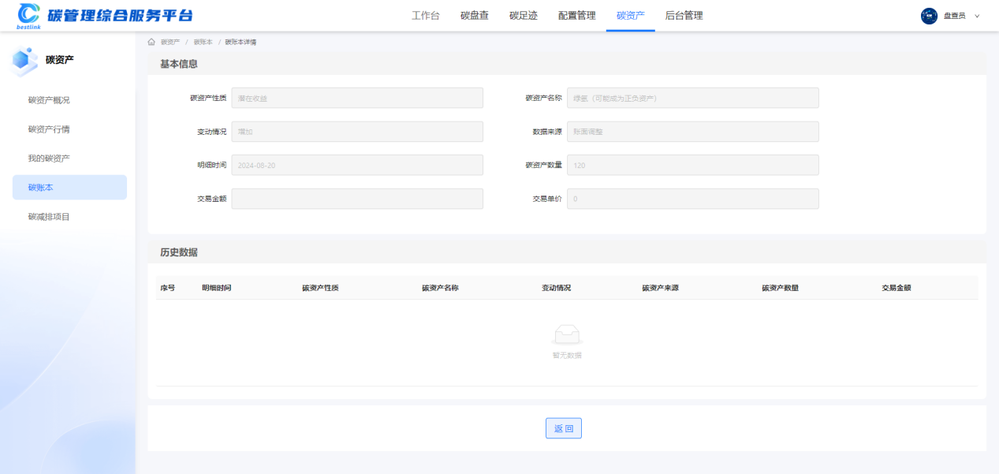 bestlink 碳管理综合服务平台 工作台 碳盘查 碳足迹 配置管理 碳资产 后台管理 盘查员
碳资产 / 碳账本 / 碳账本详情
碳资产
碳资产概况
碳资产行情
我的碳资产
碳账本
碳减排项目
基本信息
碳资产性质 潜在收益 碳资产名称 绿氨（可能成为正负资产）
变动情况 增加 数据来源 账面调整
明细时间 2024-08-20 碳资产数量 120
交易金额 交易单价 0
历史数据
序号 明细时间 碳资产性质 碳资产名称 变动情况 碳资产来源 碳资产数量 交易金额
暂无数据
返 回